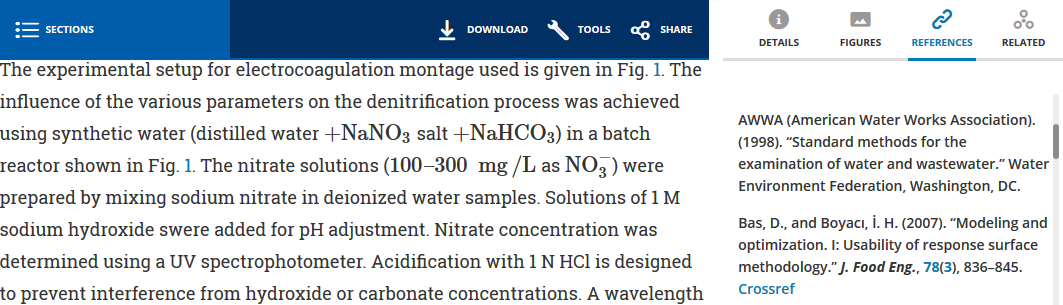 SECTIONS
DOWNLOAD
TOOLS
SHARE
The experimental setup for electrocoagulation montage used is given in Fig. 1. The
influence of the various parameters on the denitrification process was achieved
using synthetic water (distilled water +NaNO₃ salt +NaHCO₃) in a batch
reactor shown in Fig. 1. The nitrate solutions (100–300 mg/L as NO₃⁻) were
prepared by mixing sodium nitrate in deionized water samples. Solutions of 1 M
sodium hydroxide swere added for pH adjustment. Nitrate concentration was
determined using a UV spectrophotometer. Acidification with 1 N HCl is designed
to prevent interference from hydroxide or carbonate concentrations. A wavelength
DETAILS
FIGURES
REFERENCES
RELATED
AWWA (American Water Works Association).
(1998). “Standard methods for the
examination of water and wastewater.” Water
Environment Federation, Washington, DC.
Bas, D., and Boyacı, İ. H. (2007). “Modeling and
optimization. I: Usability of response surface
methodology.” J. Food Eng., 78(3), 836–845.
Crossref